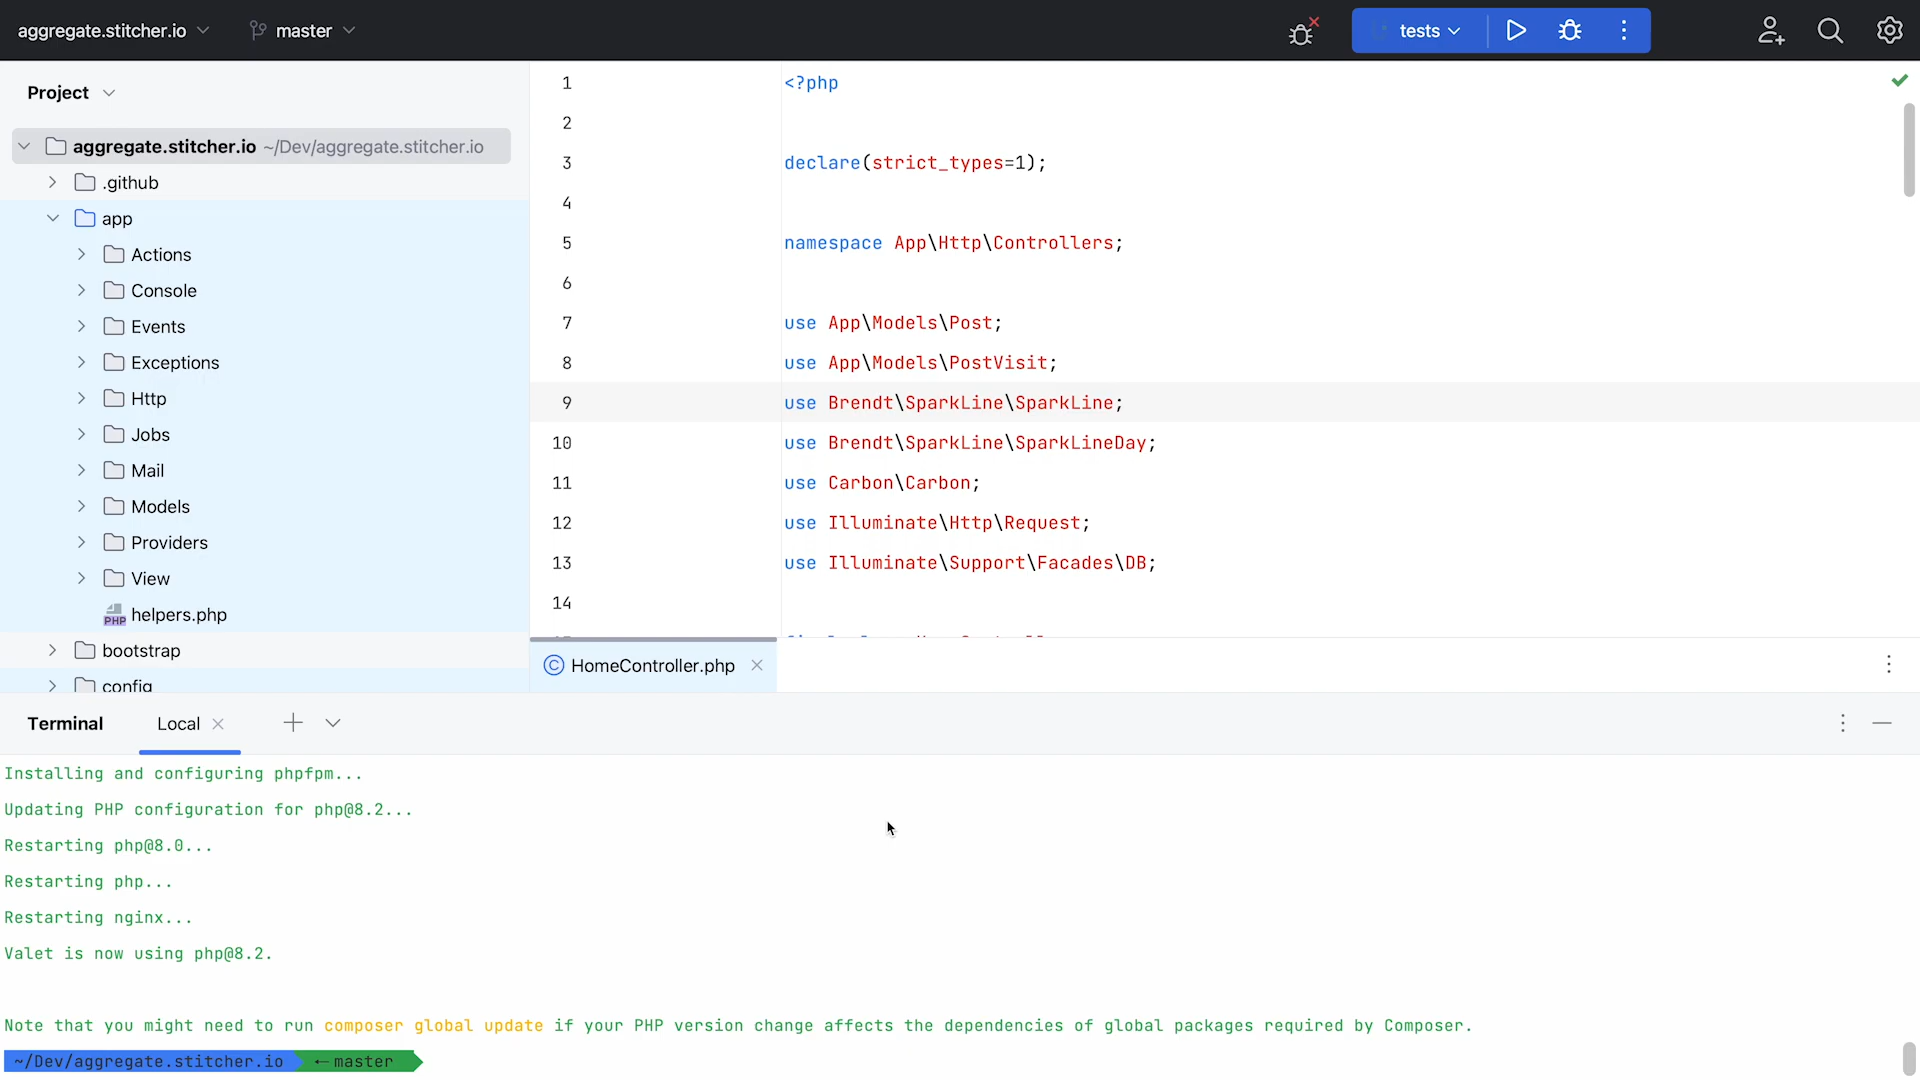 aggregate.stitcher.io master tests
Project
aggregate.stitcher.io ~/Dev/aggregate.stitcher.io
.github
app
Actions
Console
Events
Exceptions
Http
Jobs
Mail
Models
Providers
View
PHP helpers.php
bootstrap
config
1 <?php
2
3 declare(strict_types=1);
4
5 namespace App\Http\Controllers;
6
7 use App\Models\Post;
8 use App\Models\PostVisit;
9 use Brendt\SparkLine\SparkLine;
10 use Brendt\SparkLine\SparkLineDay;
11 use Carbon\Carbon;
12 use Illuminate\Http\Request;
13 use Illuminate\Support\Facades\DB;
14
C HomeController.php
Terminal Local
Installing and configuring phpfpm...
Updating PHP configuration for php@8.2...
Restarting php@8.0...
Restarting php...
Restarting nginx...
Valet is now using php@8.2.
Note that you might need to run composer global update if your PHP version change affects the dependencies of global packages required by Composer.
~/Dev/aggregate.stitcher.io ←master